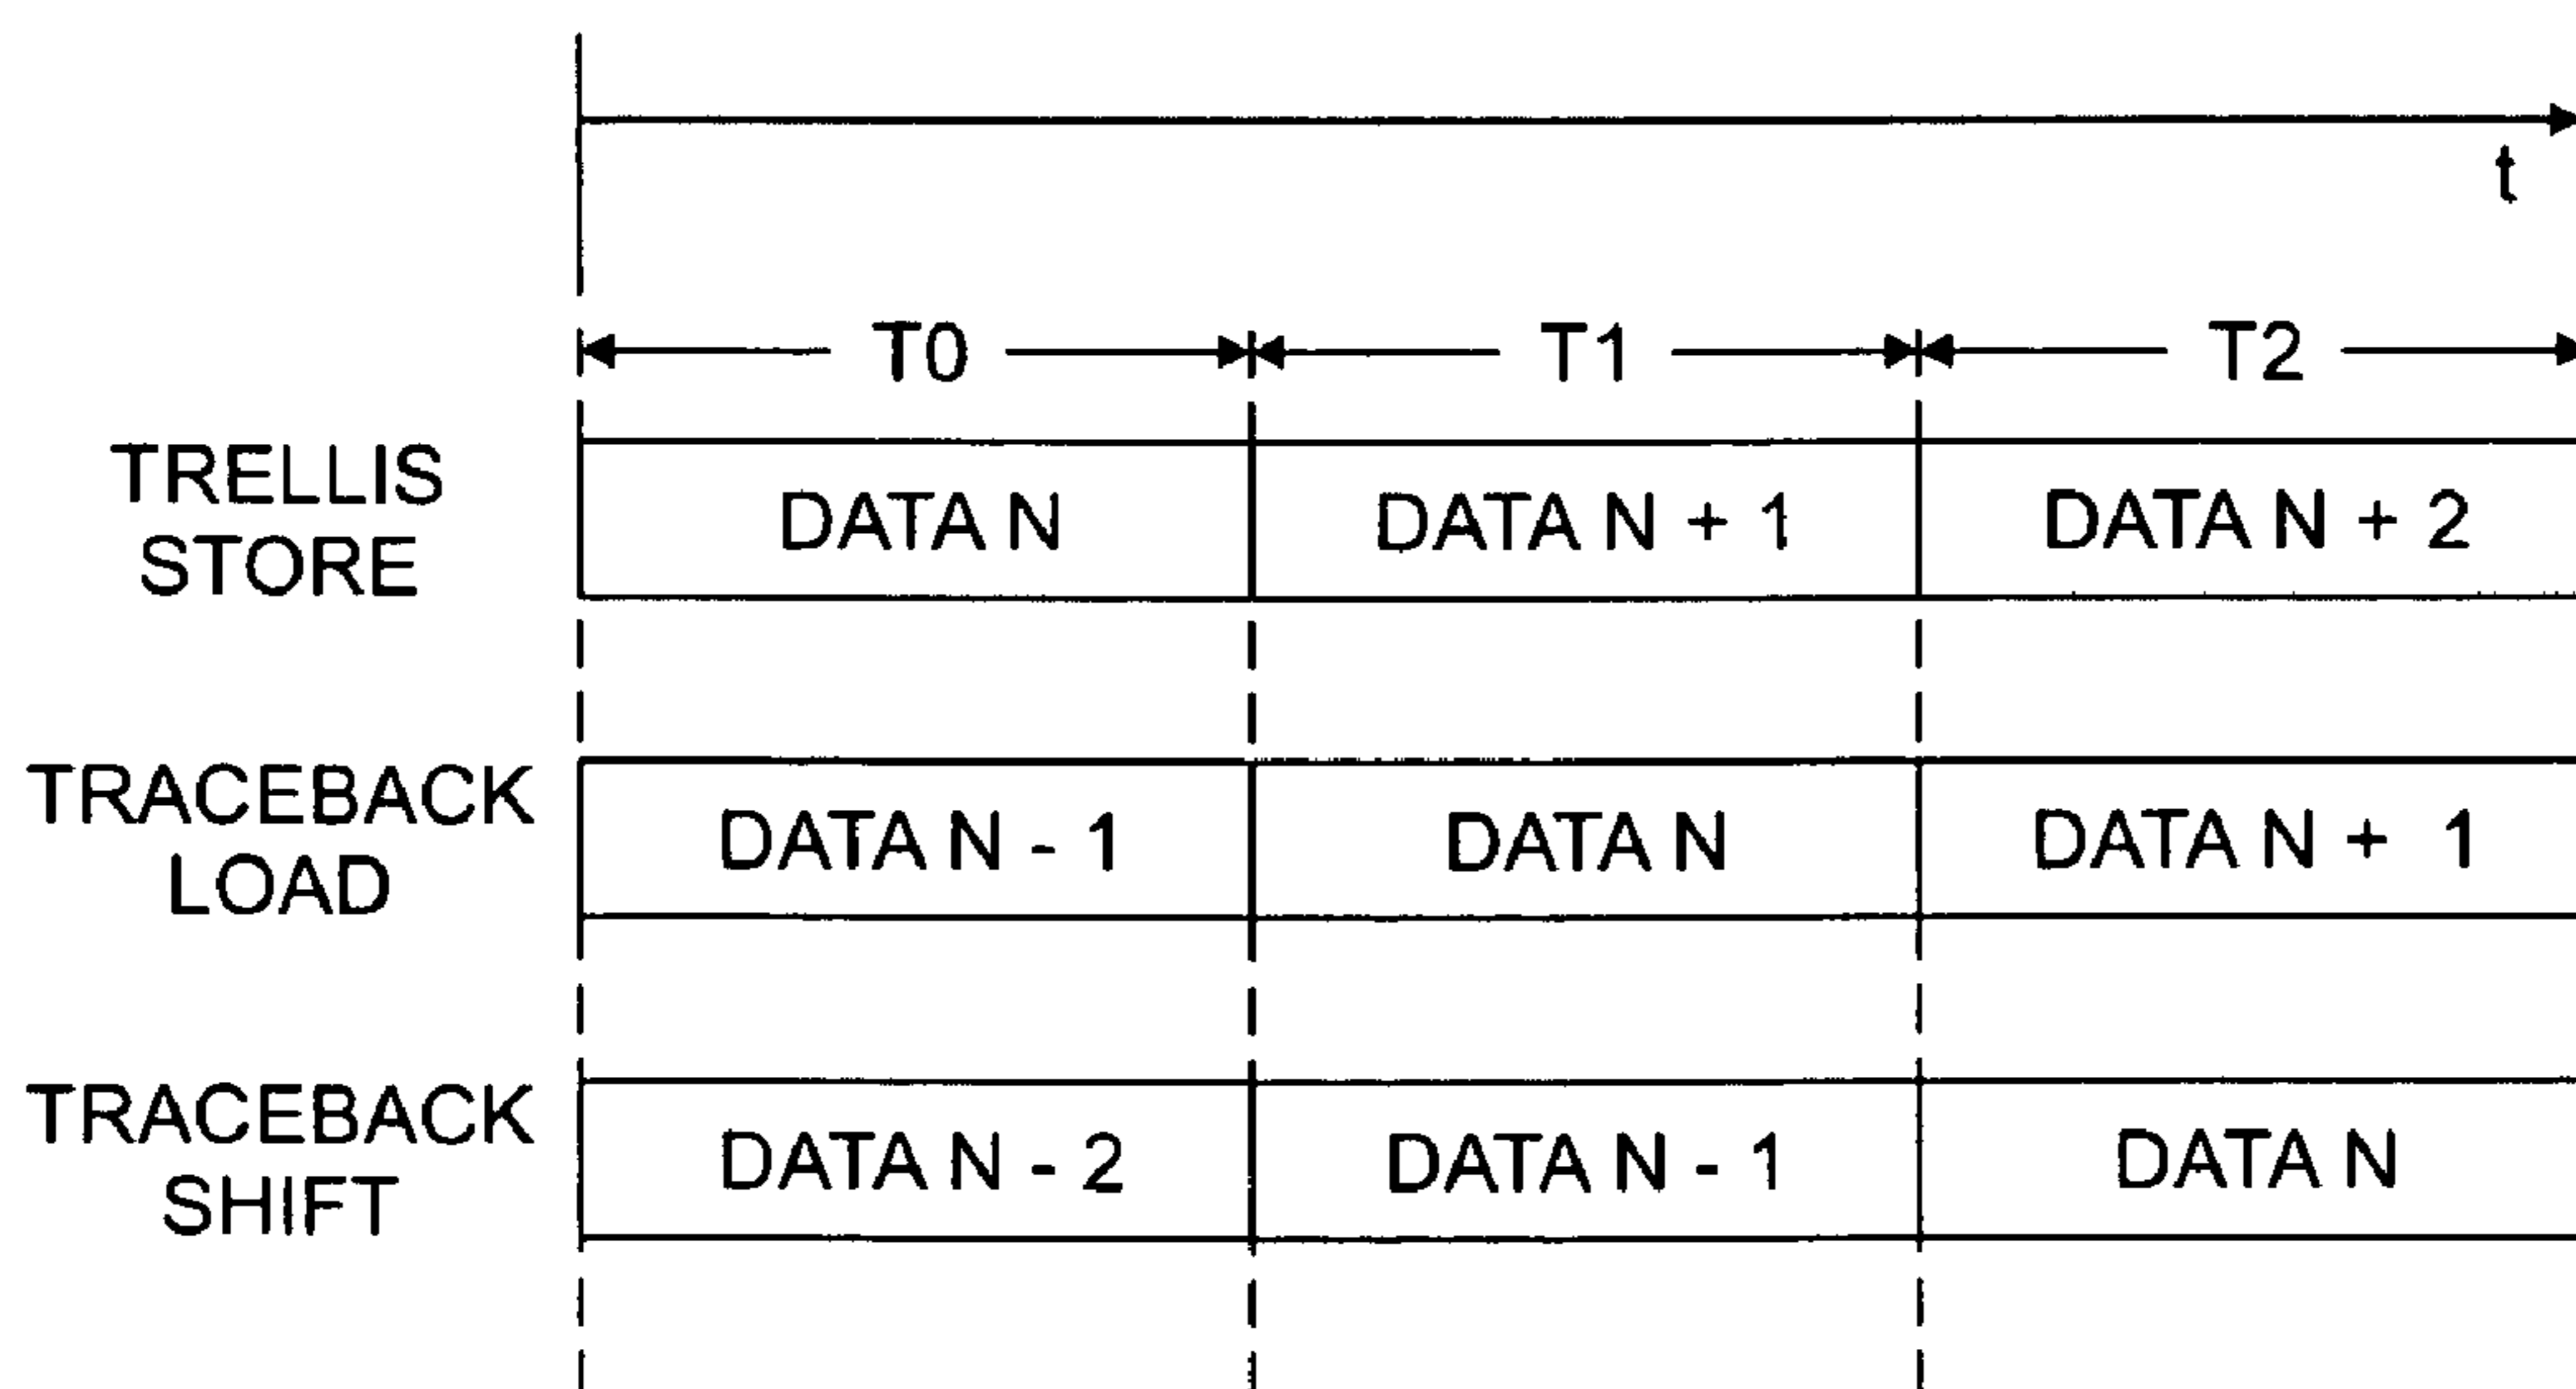 t
T0 T1 T2
TRELLIS
STORE
DATA N DATA N + 1 DATA N + 2
TRACEBACK
LOAD
DATA N - 1 DATA N DATA N + 1
TRACEBACK
SHIFT
DATA N - 2 DATA N - 1 DATA N